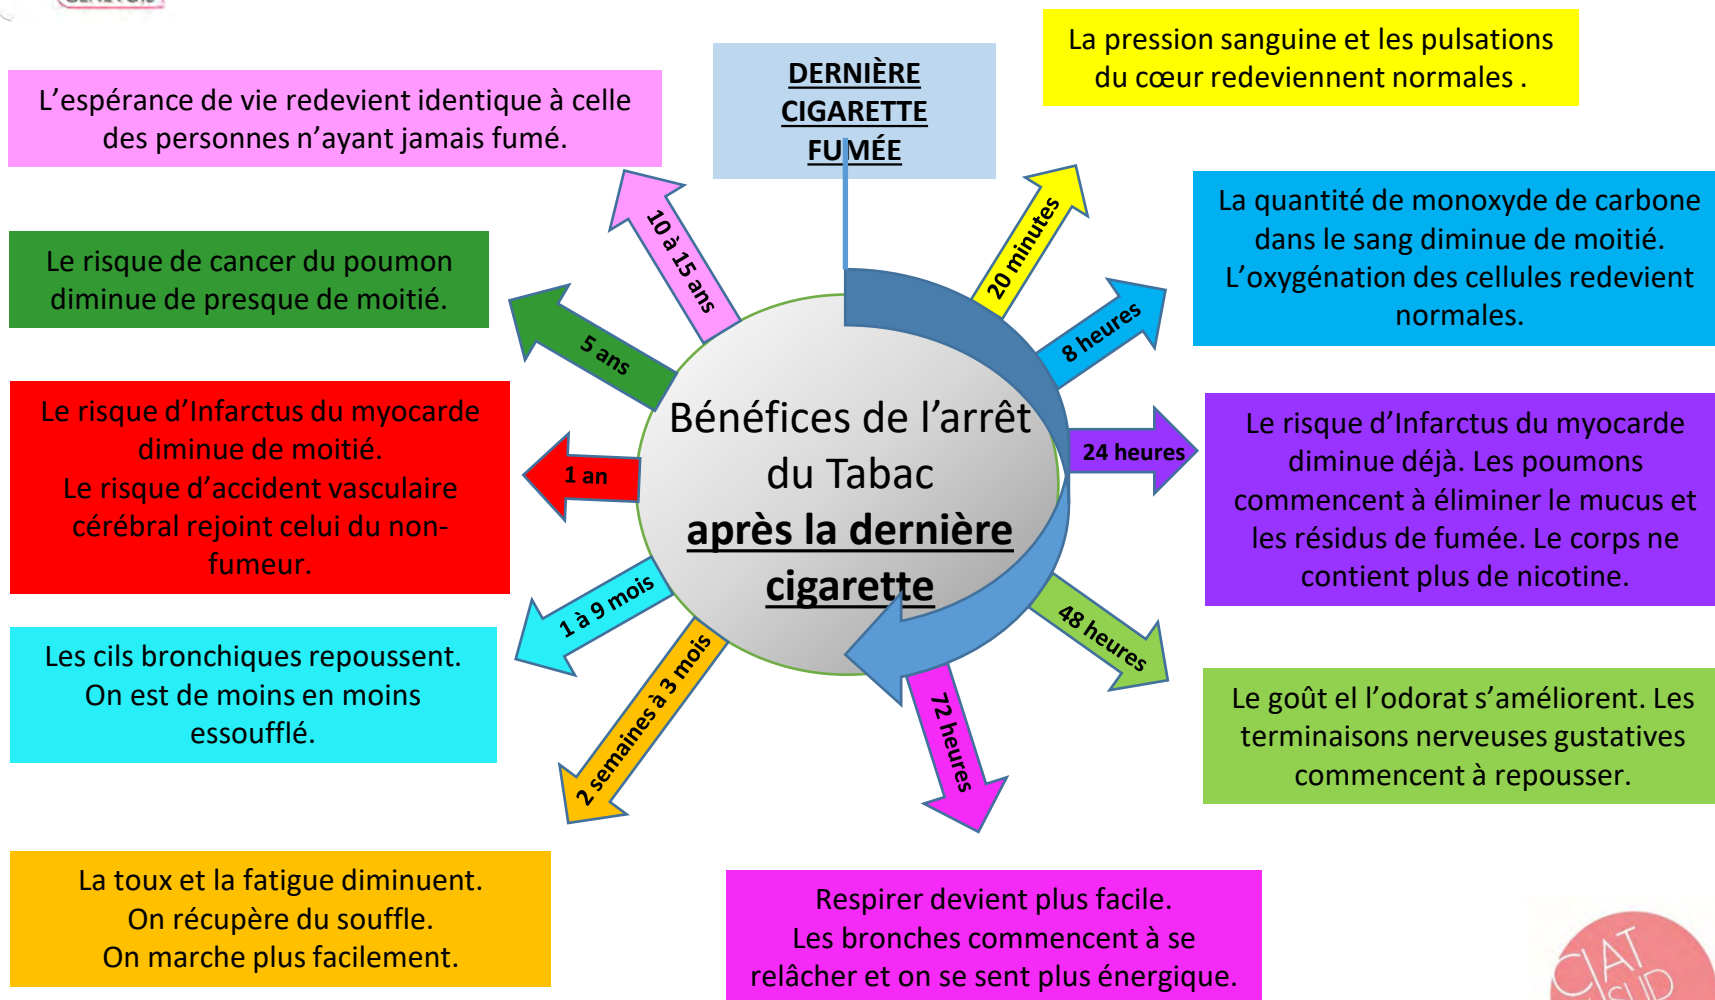 DERNIÈRE
CIGARETTE
FUMÉE
La pression sanguine et les pulsations
du cœur redeviennent normales .
20 minutes
La quantité de monoxyde de carbone
dans le sang diminue de moitié.
L’oxygénation des cellules redevient
normales.
8 heures
Le risque d’Infarctus du myocarde
diminue déjà. Les poumons
commencent à éliminer le mucus et
les résidus de fumée. Le corps ne
contient plus de nicotine.
24 heures
Le goût el l’odorat s’améliorent. Les
terminaisons nerveuses gustatives
commencent à repousser.
48 heures
Respirer devient plus facile.
Les bronches commencent à se
relâcher et on se sent plus énergique.
72 heures
La toux et la fatigue diminuent.
On récupère du souffle.
On marche plus facilement.
2 semaines à 3 mois
Les cils bronchiques repoussent.
On est de moins en moins
essoufflé.
1 à 9 mois
Le risque d’Infarctus du myocarde
diminue de moitié.
Le risque d’accident vasculaire
cérébral rejoint celui du non-
fumeur.
1 an
Le risque de cancer du poumon
diminue de presque de moitié.
5 ans
L’espérance de vie redevient identique à celle
des personnes n’ayant jamais fumé.
10 à 15 ans
Bénéfices de l’arrêt
du Tabac
après la dernière
cigarette